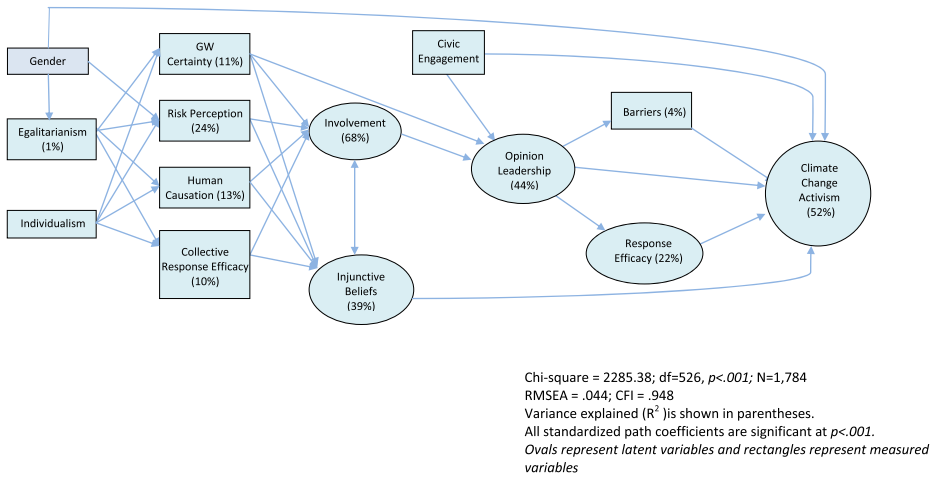 Gender
Egalitarianism
(1%)
Individualism
GW
Certainty (11%)
Risk Perception
(24%)
Human
Causation (13%)
Collective
Response Efficacy
(10%)
Involvement
(68%)
Injunctive
Beliefs
(39%)
Civic
Engagement
Opinion
Leadership
(44%)
Barriers (4%)
Response
Efficacy (22%)
Climate
Change
Activism
(52%)
Chi-square = 2285.38; df=526, p<.001; N=1,784
RMSEA = .044; CFI = .948
Variance explained (R² )is shown in parentheses.
All standardized path coefficients are significant at p<.001.
Ovals represent latent variables and rectangles represent measured
variables